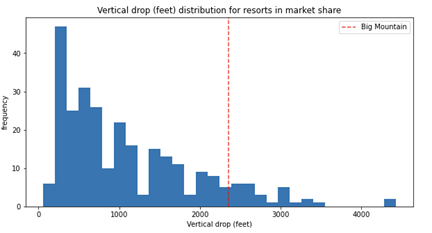 Vertical drop (feet) distribution for resorts in market share
Big Mountain
frequency
40
30
20
10
0
0 1000 2000 3000 4000
Vertical drop (feet)